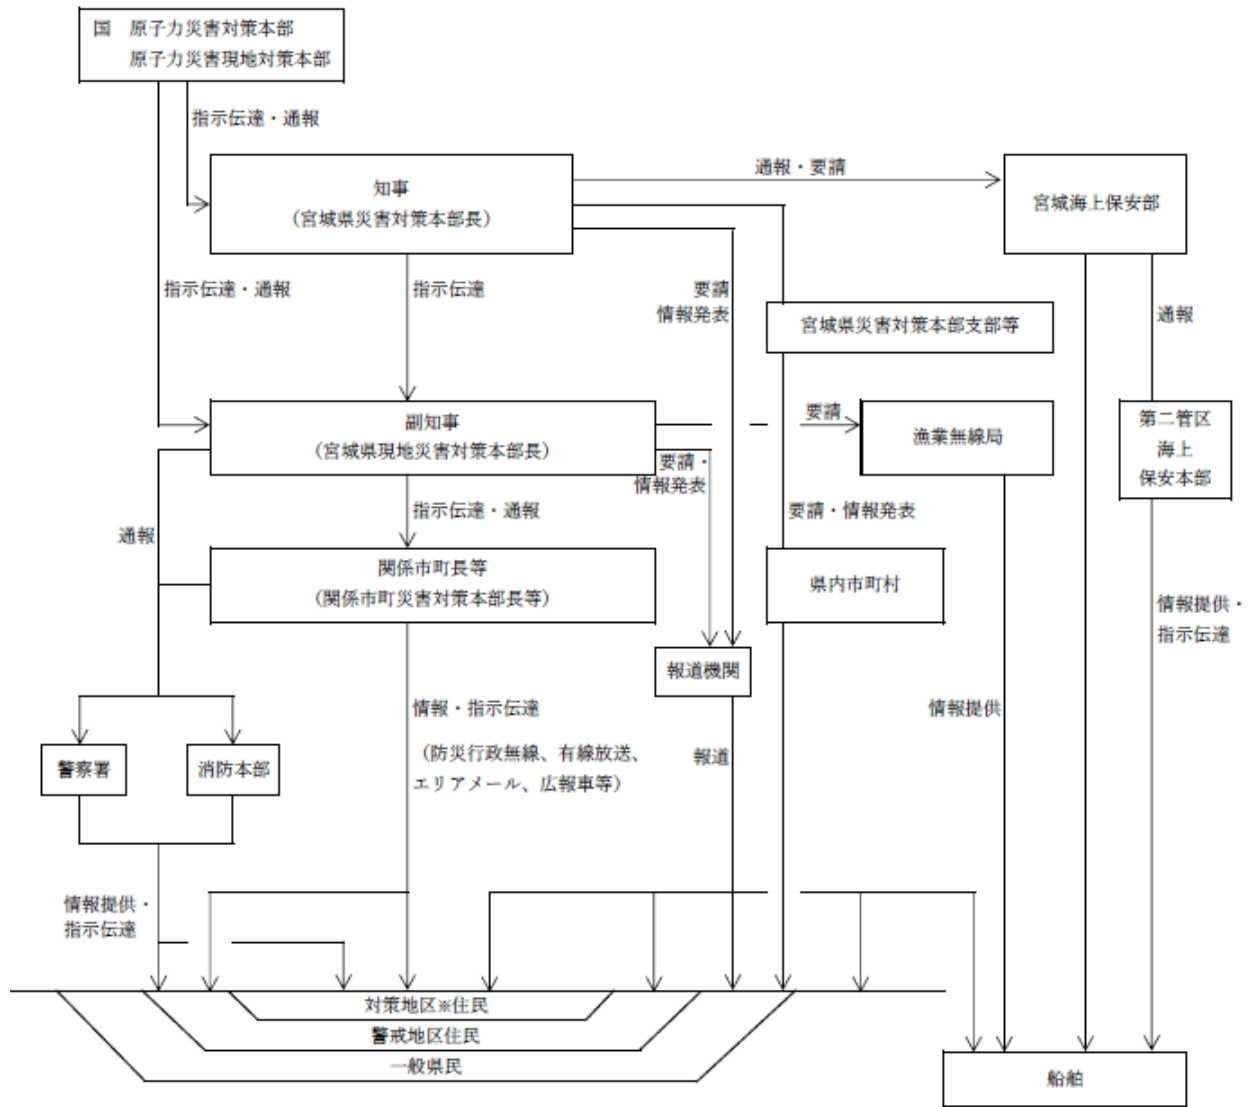 国 原子力災害対策本部
原子力災害現地対策本部
指示伝達・通報
知事
(宮城県災害対策本部長)
通報・要請
宮城海上保安部
指示伝達・通報
指示伝達
要請
情報発表
宮城県災害対策本部支部等
通報
副知事
(宮城県現地災害対策本部長)
要請
漁業無線局
第二管区
海上
保安本部
要請・
情報発表
通報
指示伝達・通報
要請・情報発表
関係市町長等
(関係市町災害対策本部長等)
県内市町村
情報提供・
指示伝達
報道機関
情報・指示伝達
(防災行政無線、有線放送、
エリアメール、広報車等)
報道
情報提供
警察署
消防本部
情報提供・
指示伝達
対策地区※住民
警戒地区住民
一般県民
船舶